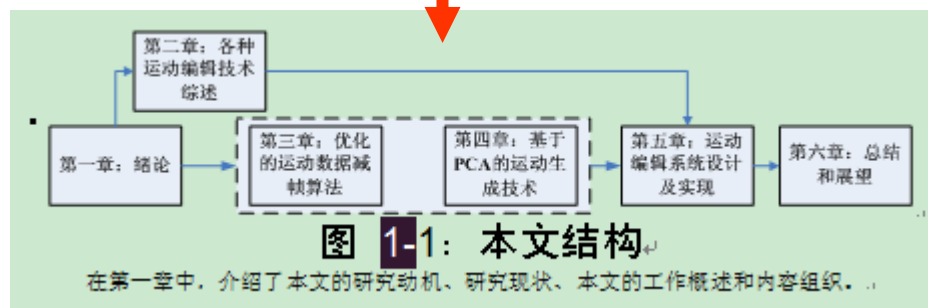 第二章：各种
运动编辑技术
综述
第一章：绪论
第三章：优化
的运动数据减
帧算法
第四章：基于
PCA的运动生
成技术
第五章：运动
编辑系统设计
及实现
第六章：总结
和展望
图 1-1：本文结构
在第一章中，介绍了本文的研究动机、研究现状、本文的工作概述和内容组织。